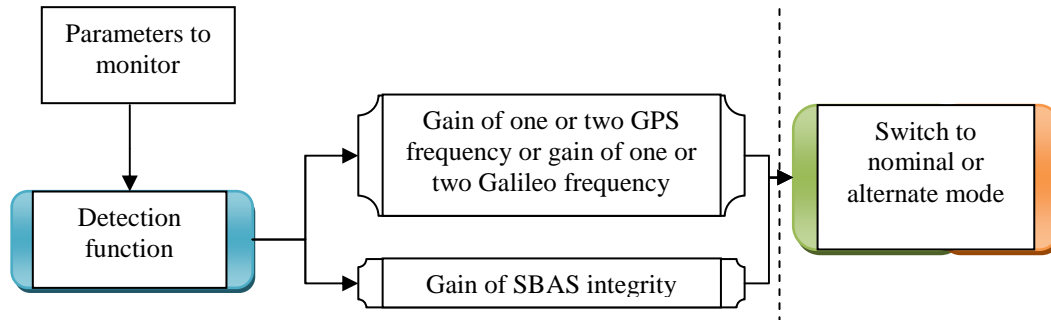 Parameters to
monitor
Detection
function
Gain of one or two GPS
frequency or gain of one or
two Galileo frequency
Gain of SBAS integrity
Switch to
nominal or
alternate mode